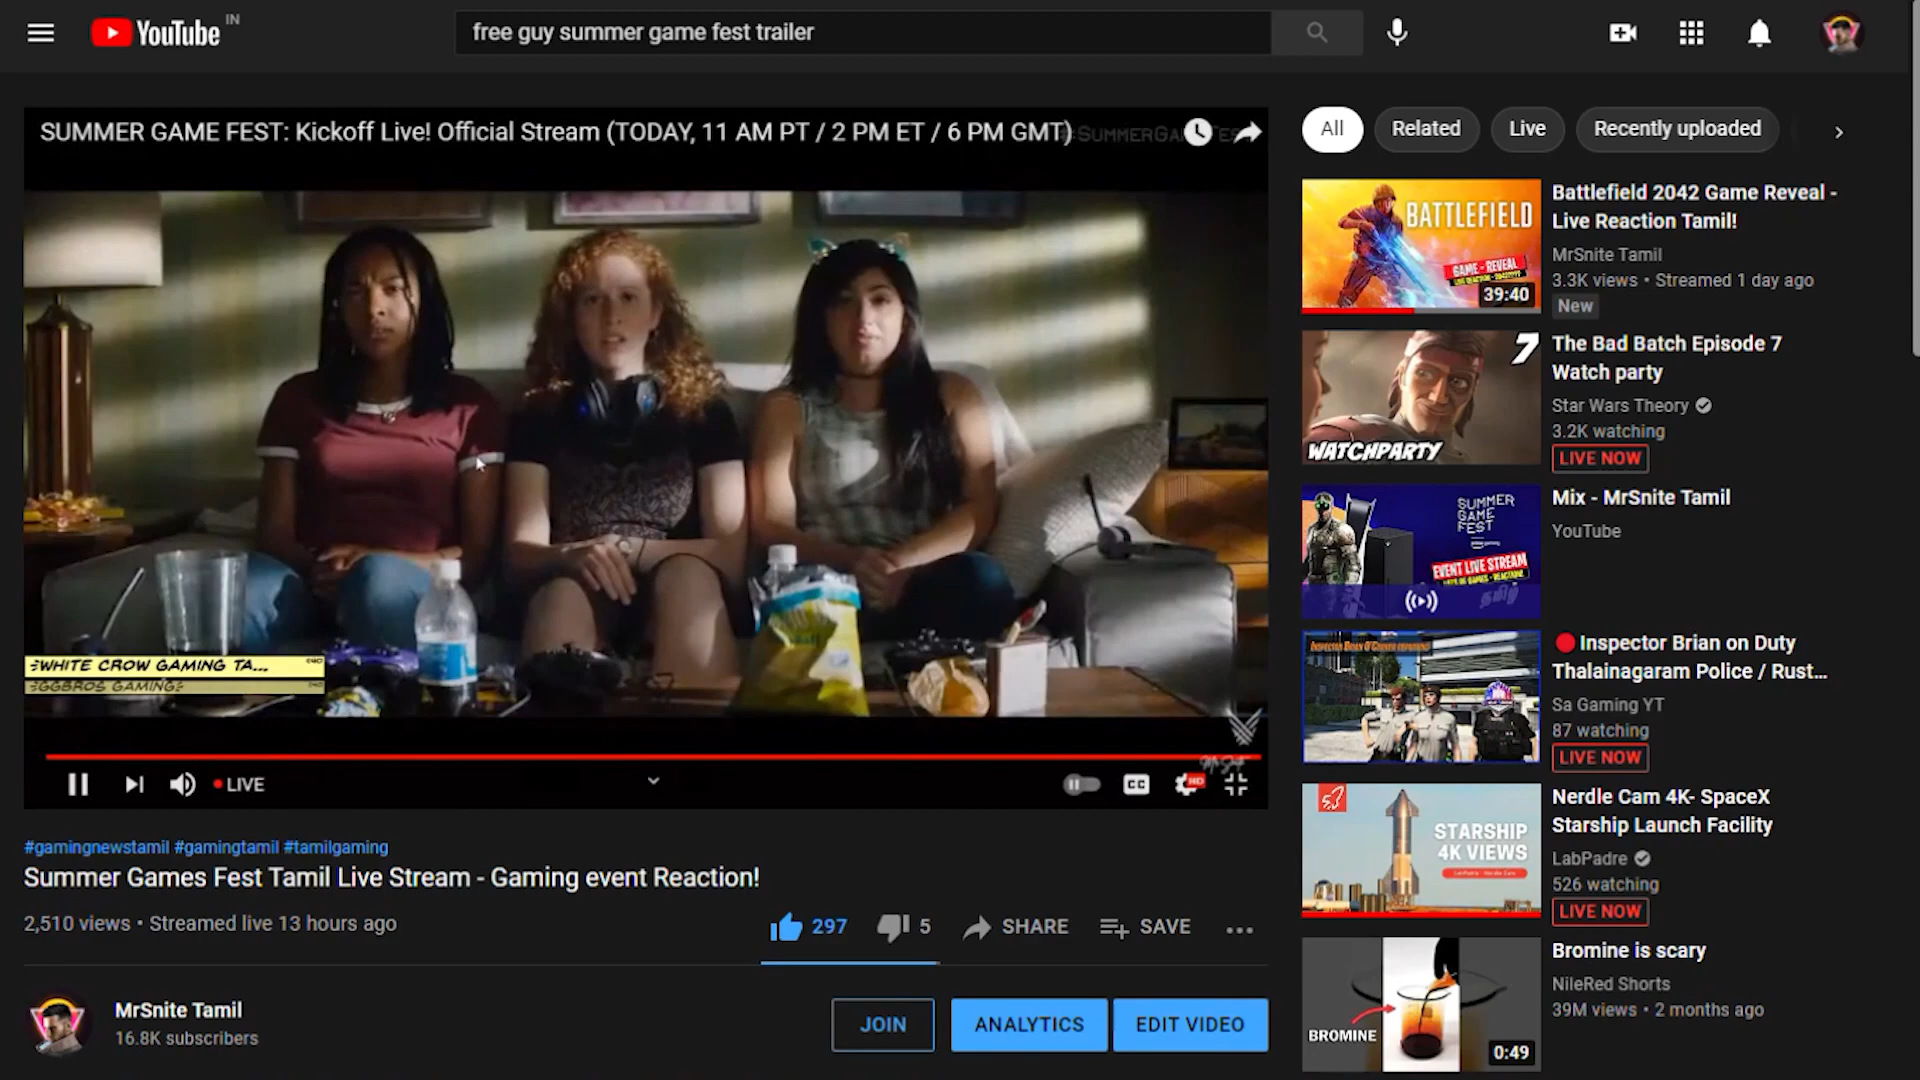 YouTube IN
free guy summer game fest trailer
SUMMER GAME FEST: Kickoff Live! Official Stream (TODAY, 11 AM PT / 2 PM ET / 6 PM GMT)
WHITE CROW GAMING TA...
GGBROS GAMING
LIVE
CC
HD
#gamingnewstamil #gamingtamil #tamilgaming
Summer Games Fest Tamil Live Stream - Gaming event Reaction!
2,510 views • Streamed live 13 hours ago
297
5
SHARE
SAVE
MrSnite Tamil
16.8K subscribers
JOIN
ANALYTICS
EDIT VIDEO
All
Related
Live
Recently uploaded
BATTLEFIELD
GAME - REVEAL
39:40
Battlefield 2042 Game Reveal -
Live Reaction Tamil!
MrSnite Tamil
3.3K views • Streamed 1 day ago
New
7
WATCHPARTY
The Bad Batch Episode 7
Watch party
Star Wars Theory
3.2K watching
LIVE NOW
SUMMER
GAME
FEST
EVENT LIVE STREAM
Mix - MrSnite Tamil
YouTube
Inspector Brian on Duty
Thalainagaram Police / Rust...
Sa Gaming YT
87 watching
LIVE NOW
STARSHIP
4K VIEWS
Nerdle Cam 4K- SpaceX
Starship Launch Facility
LabPadre
526 watching
LIVE NOW
BROMINE
0:49
Bromine is scary
NileRed Shorts
39M views • 2 months ago